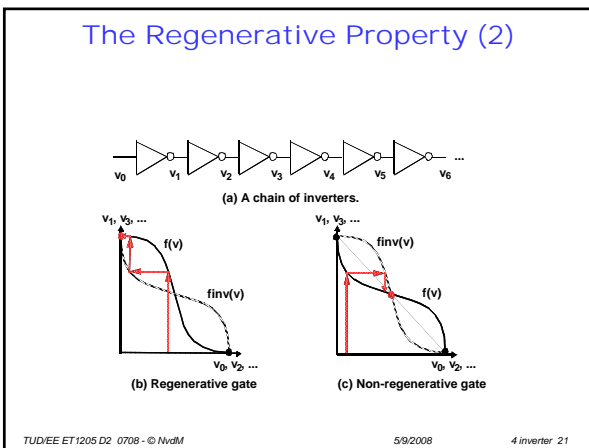 The Regenerative Property (2)
v0 v1 v2 v3 v4 v5 v6 ...
(a) A chain of inverters.
v1, v3, ...
f(v)
finv(v)
v0, v2, ...
(b) Regenerative gate
v1, v3, ...
finv(v)
f(v)
v0, v2, ...
(c) Non-regenerative gate
TUD/EE ET1205 D2 0708 - © NvdM 5/9/2008 4 inverter 21